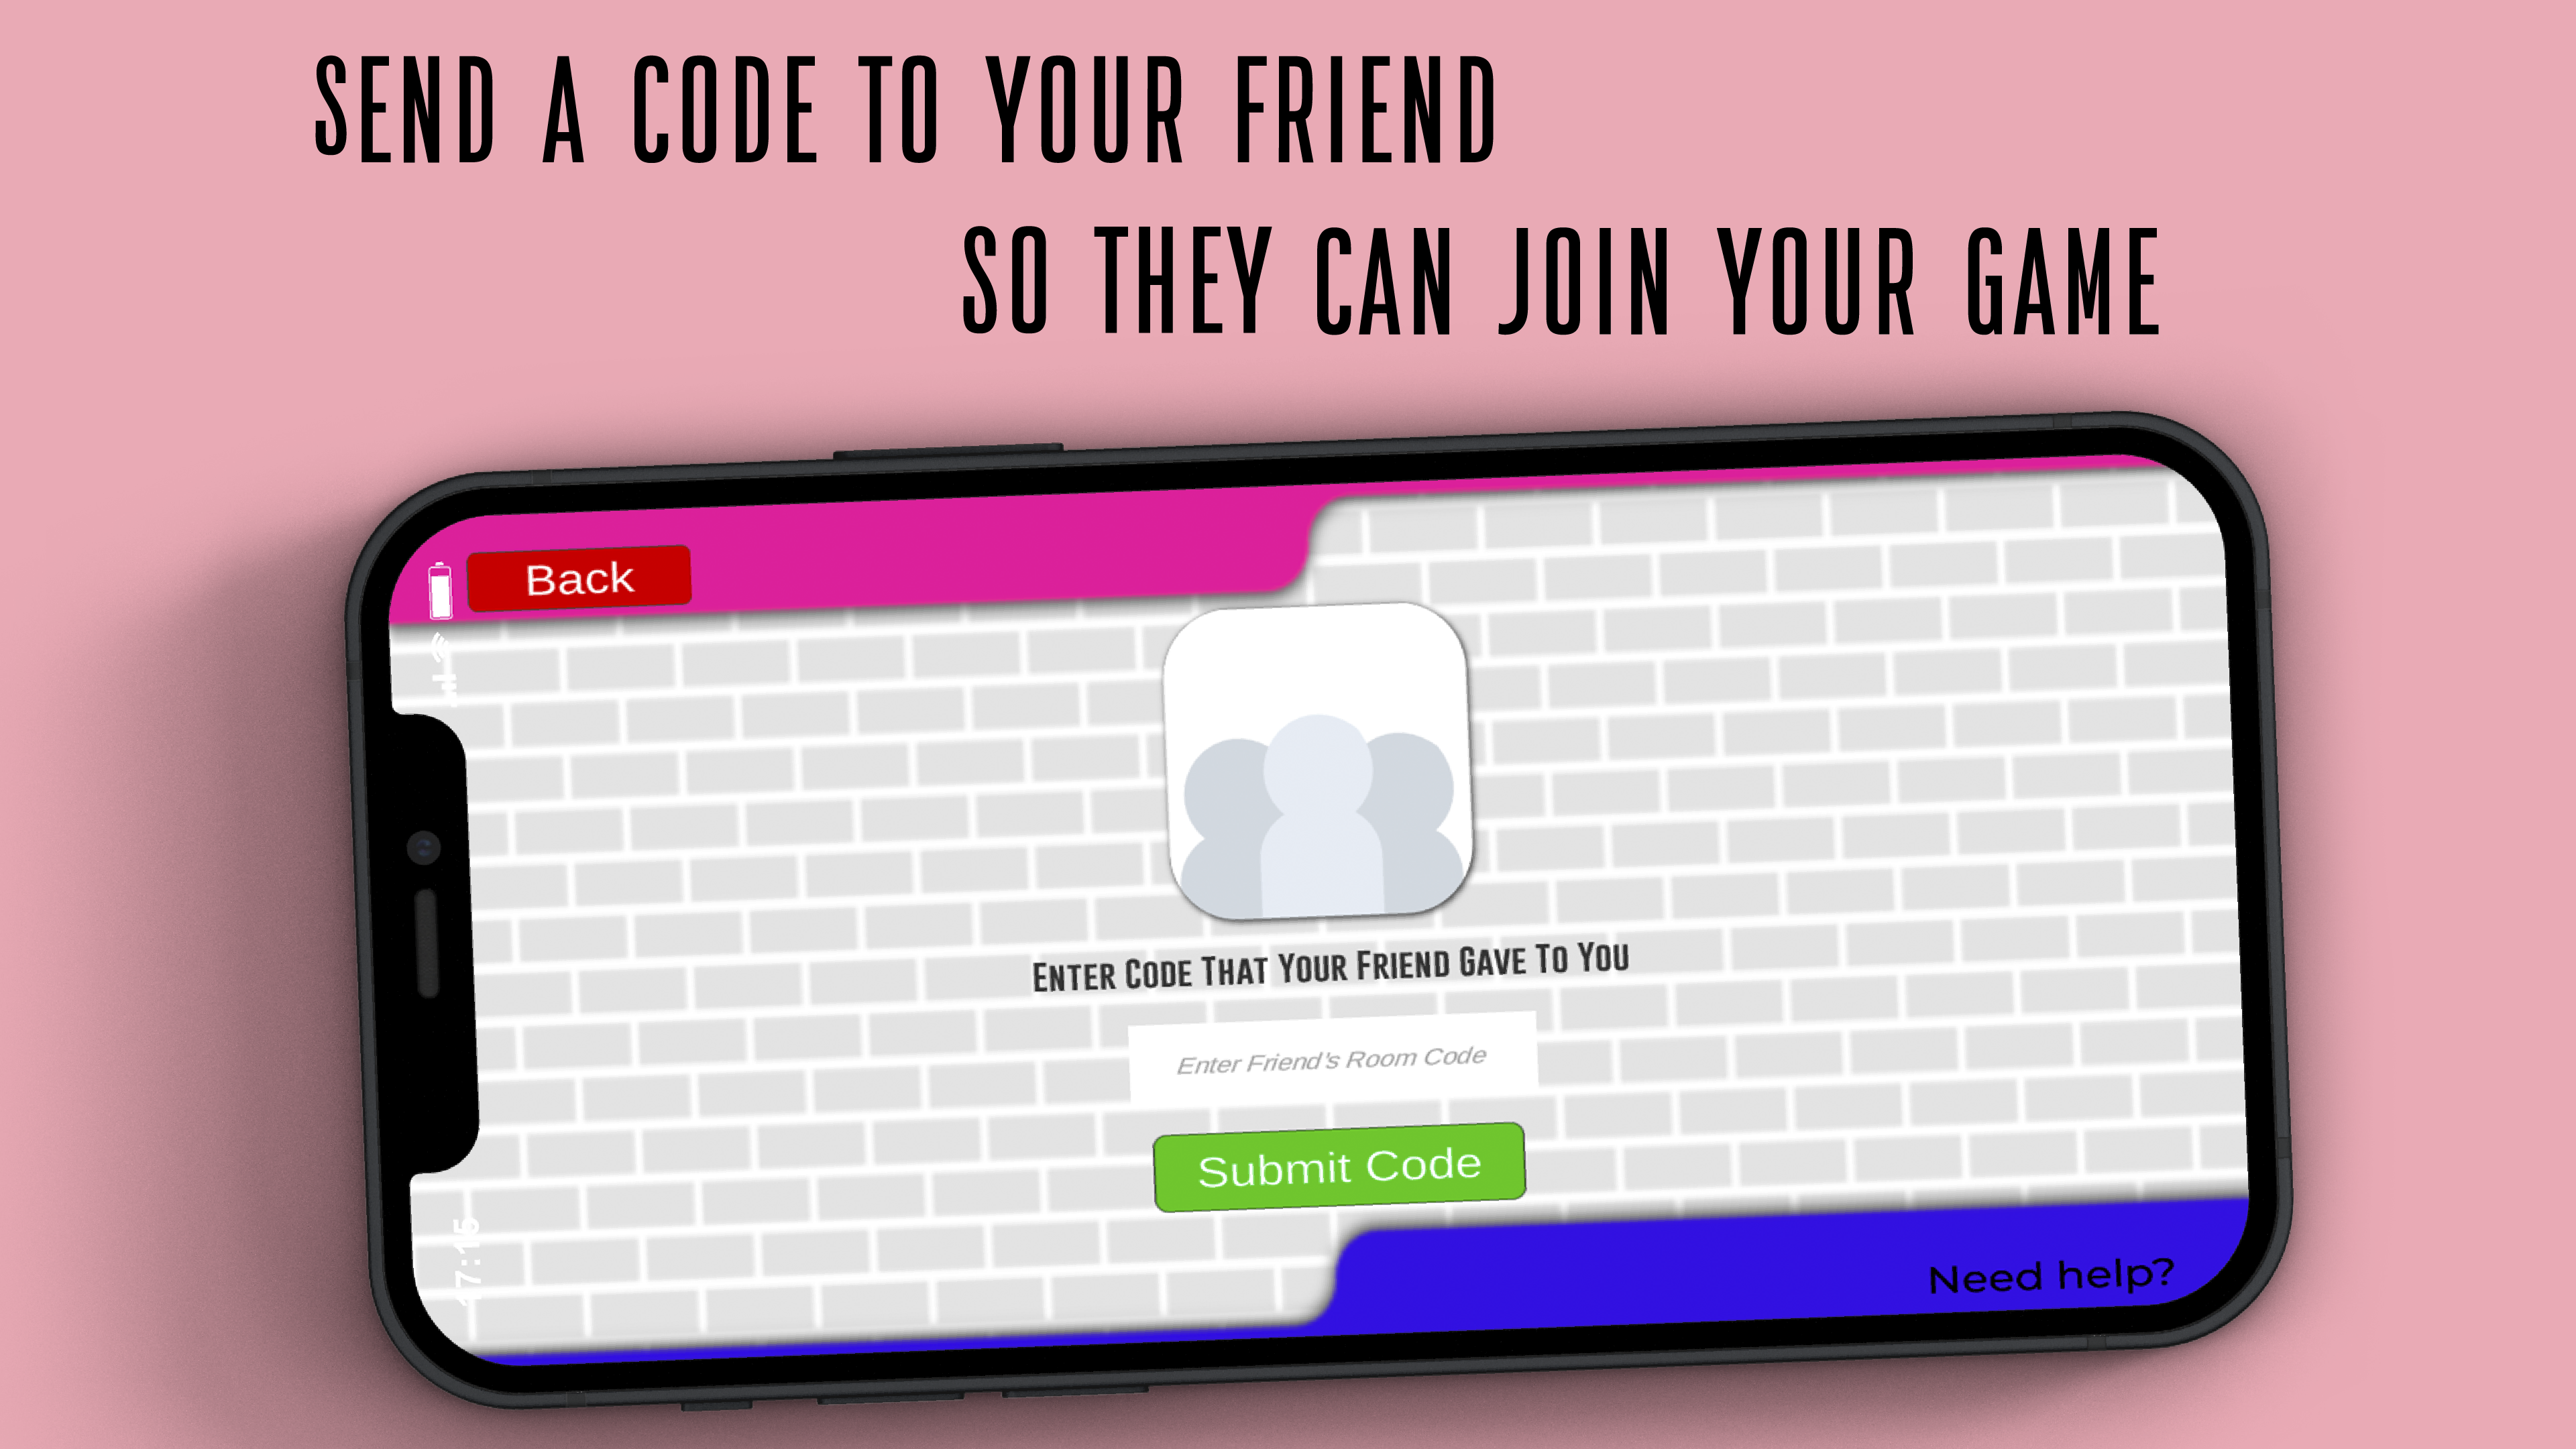 SEND A CODE TO YOUR FRIEND
SO THEY CAN JOIN YOUR GAME
Back
ENTER CODE THAT YOUR FRIEND GAVE TO YOU
Enter Friend's Room Code
Submit Code
17:15
Need help?